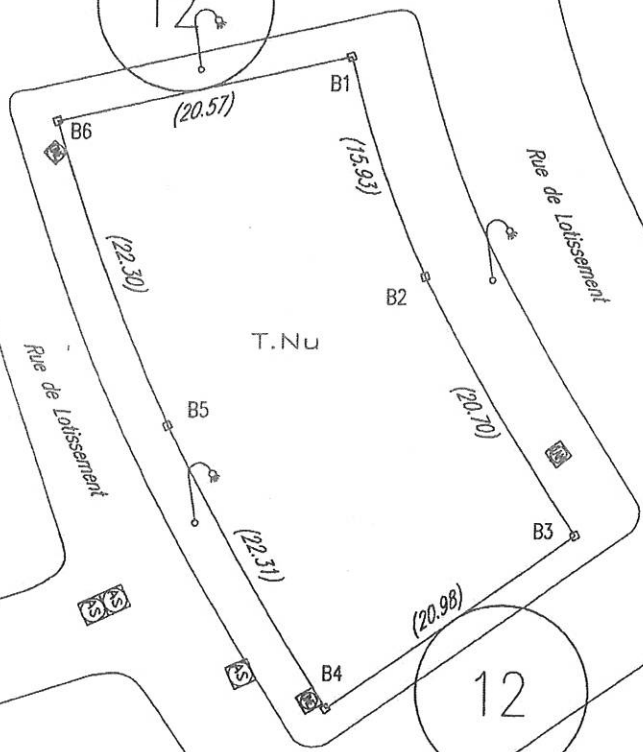 12
B1
B6
(20.57)
(15.93)
Rue de Lotissement
(22.30)
B2
T.Nu
Rue de Lotissement
B5
(20.70)
B3
(22.31)
AS
AS
(20.98)
AS
B4
12